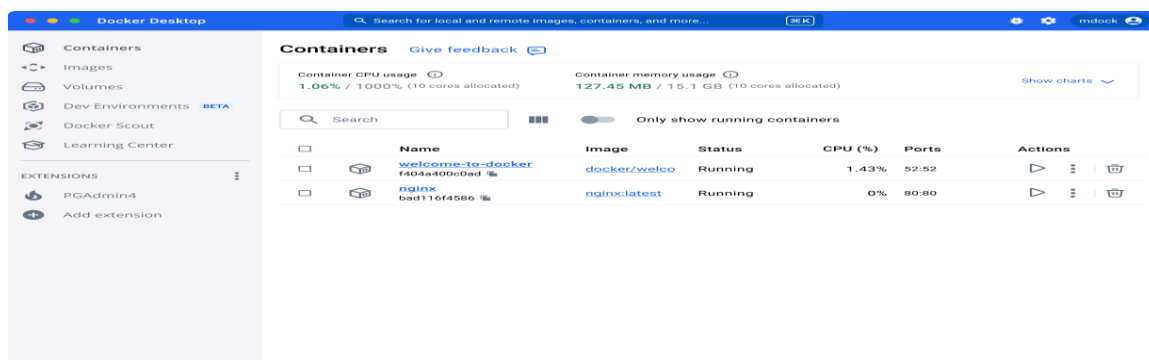 Docker Desktop
Search for local and remote images, containers, and more...
⌘K
mdock
Containers
Images
Volumes
Dev Environments BETA
Docker Scout
Learning Center
EXTENSIONS
PGAdmin4
Add extension
Containers Give feedback
Container CPU usage
1.06% / 1000% (10 cores allocated)
Container memory usage
127.45 MB / 15.1 GB (10 cores allocated)
Show charts
Search
Only show running containers
Name Image Status CPU (%) Ports Actions
welcome-to-docker docker/welco Running 1.43% 52:52
f404a400c0ad
nginx nginx:latest Running 0% 80:80
bad116f4586